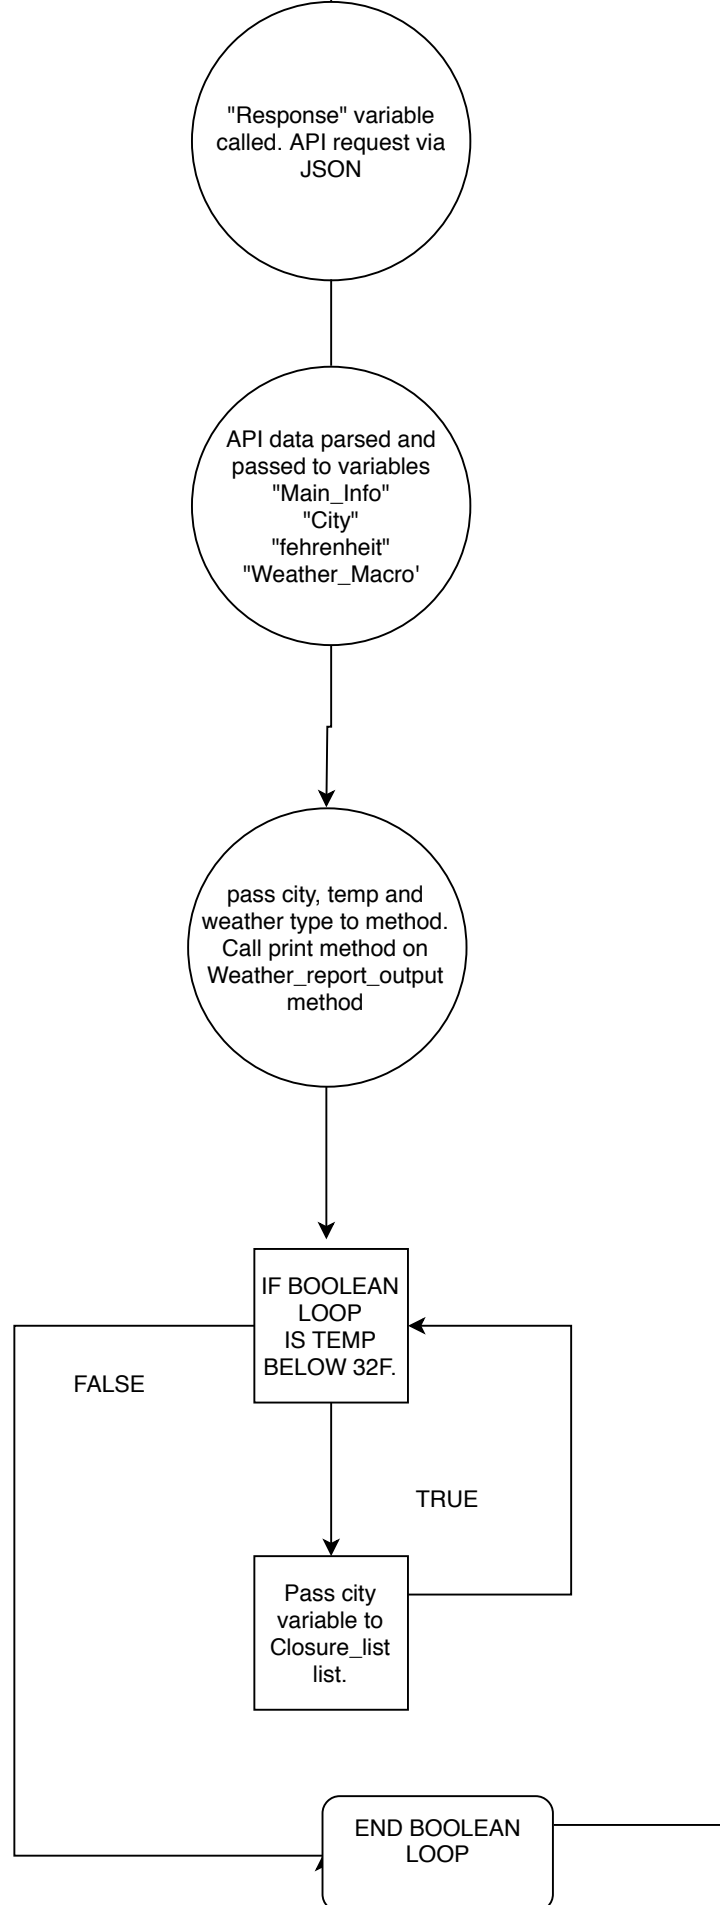 "Response" variable
called. API request via
JSON
API data parsed and
passed to variables
"Main_Info"
"City"
"fehrenheit"
"Weather_Macro'
pass city, temp and
weather type to method.
Call print method on
Weather_report_output
method
IF BOOLEAN
LOOP
IS TEMP
BELOW 32F.
FALSE
TRUE
Pass city
variable to
Closure_list
list.
END BOOLEAN
LOOP